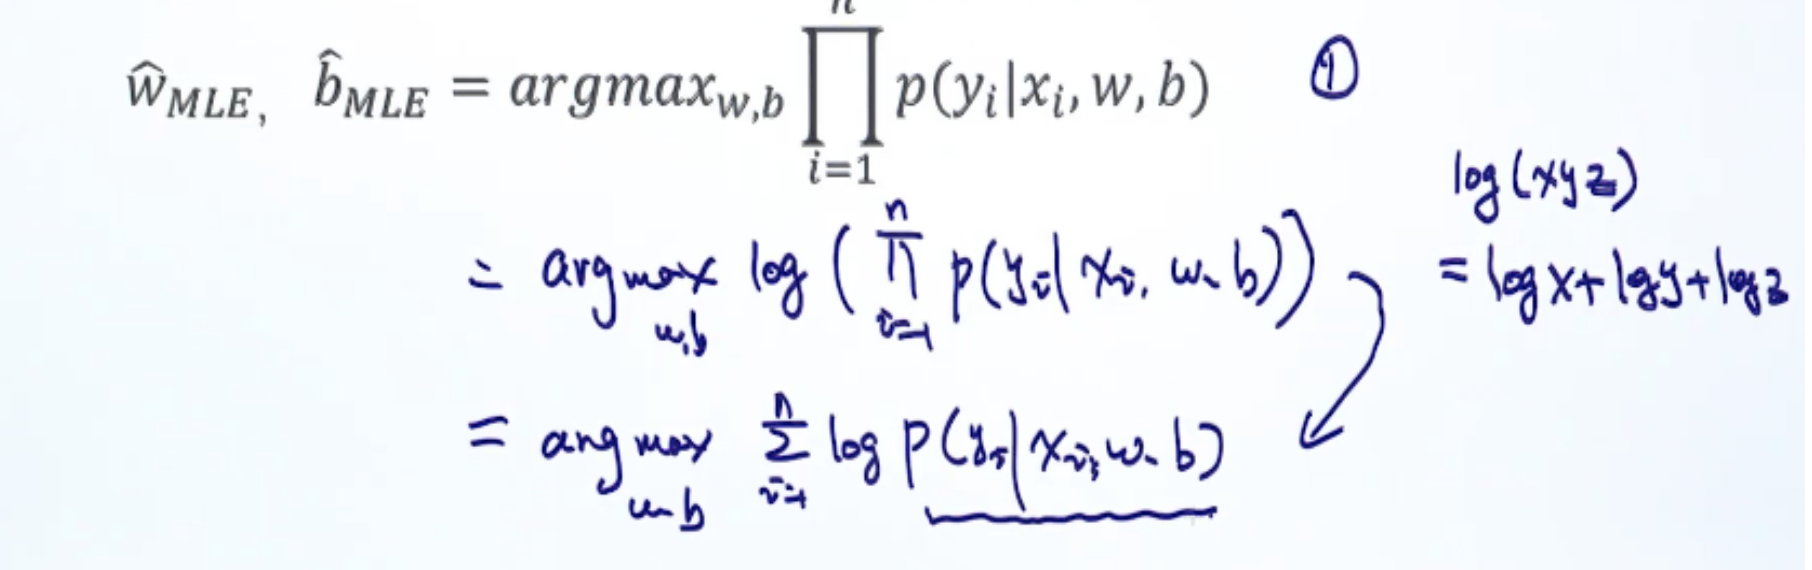 ŵ_MLE, b̂_MLE = argmax_{w,b} ∏_{i=1}^{n} p(y_i|x_i, w, b) ①
log (xyz)
= argmax_{w,b} log ( ∏_{i=1}^{n} p(y_i| x_i, w, b))
= log x + log y + log z
= argmax_{w,b} ∑_{i=1}^{n} log p(y_i| x_i, w, b)